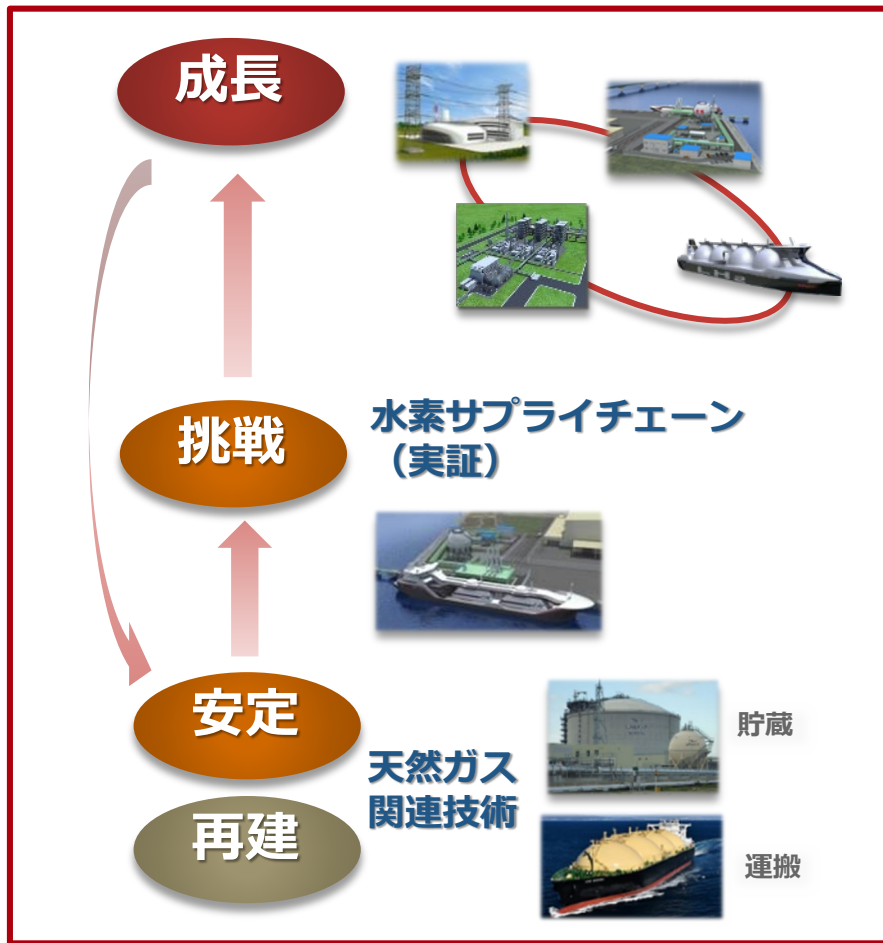 成長
LH2
挑戦
水素サプライチェーン
（実証）
安定
貯蔵
天然ガス
関連技術
再建
運搬